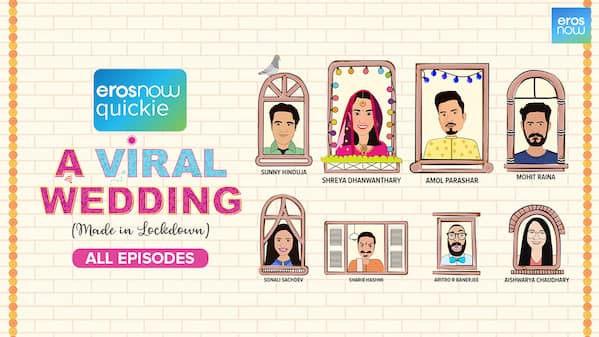 eros
now
erosnow
quickie
A VIRAL
WEDDING
(Made in Lockdown)
ALL EPISODES
SUNNY HINDUJA
SHREYA DHANWANTHARY
AMOL PARASHAR
MOHIT RAINA
SONALI SACHDEV
SHARIB HASHMI
ARITRO R BANERJEE
AISHWARYA CHAUDHARY